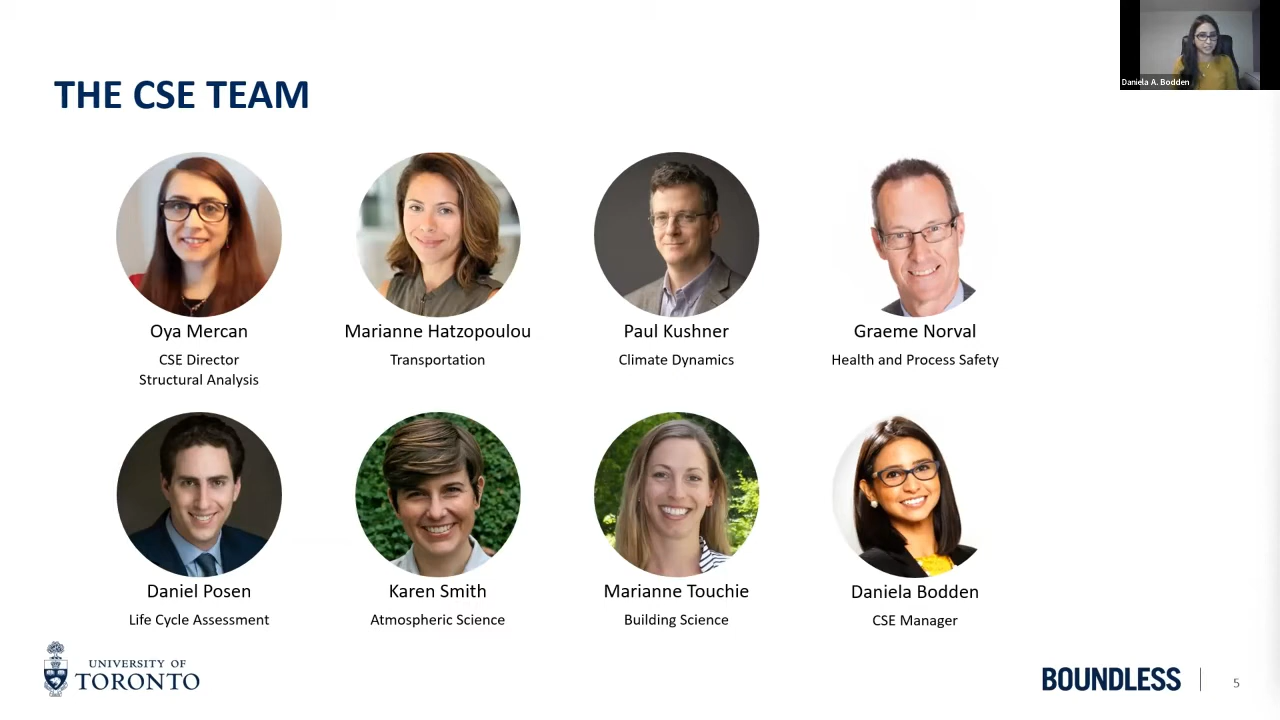 Daniela A. Bodden
THE CSE TEAM
Oya Mercan
CSE Director
Structural Analysis
Marianne Hatzopoulou
Transportation
Paul Kushner
Climate Dynamics
Graeme Norval
Health and Process Safety
Daniel Posen
Life Cycle Assessment
Karen Smith
Atmospheric Science
Marianne Touchie
Building Science
Daniela Bodden
CSE Manager
UNIVERSITY OF
TORONTO
BOUNDLESS
5